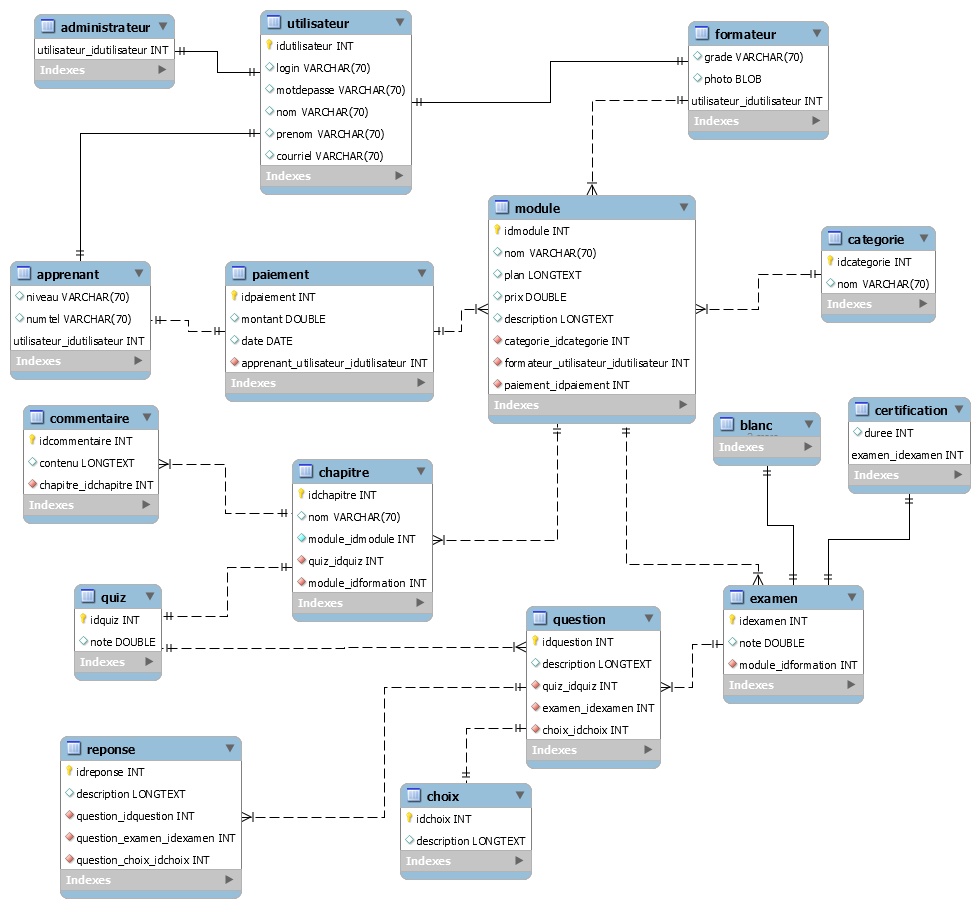 administrateur
utilisateur_idutilisateur INT
Indexes
utilisateur
idutilisateur INT
login VARCHAR(70)
motdepasse VARCHAR(70)
nom VARCHAR(70)
prenom VARCHAR(70)
courriel VARCHAR(70)
Indexes
formateur
grade VARCHAR(70)
photo BLOB
utilisateur_idutilisateur INT
Indexes
module
idmodule INT
nom VARCHAR(70)
plan LONGTEXT
prix DOUBLE
description LONGTEXT
categorie_idcategorie INT
formateur_utilisateur_idutilisateur INT
paiement_idpaiement INT
Indexes
categorie
idcategorie INT
nom VARCHAR(70)
Indexes
apprenant
niveau VARCHAR(70)
numtel VARCHAR(70)
utilisateur_idutilisateur INT
Indexes
paiement
idpaiement INT
montant DOUBLE
date DATE
apprenant_utilisateur_idutilisateur INT
Indexes
commentaire
idcommentaire INT
contenu LONGTEXT
chapitre_idchapitre INT
Indexes
chapitre
idchapitre INT
nom VARCHAR(70)
module_idmodule INT
quiz_idquiz INT
module_idformation INT
Indexes
blanc
Indexes
certification
duree INT
examen_idexamen INT
Indexes
quiz
idquiz INT
note DOUBLE
Indexes
question
idquestion INT
description LONGTEXT
quiz_idquiz INT
examen_idexamen INT
choix_idchoix INT
Indexes
examen
idexamen INT
note DOUBLE
module_idformation INT
Indexes
reponse
idreponse INT
description LONGTEXT
question_idquestion INT
question_examen_idexamen INT
question_choix_idchoix INT
Indexes
choix
idchoix INT
description LONGTEXT
Indexes